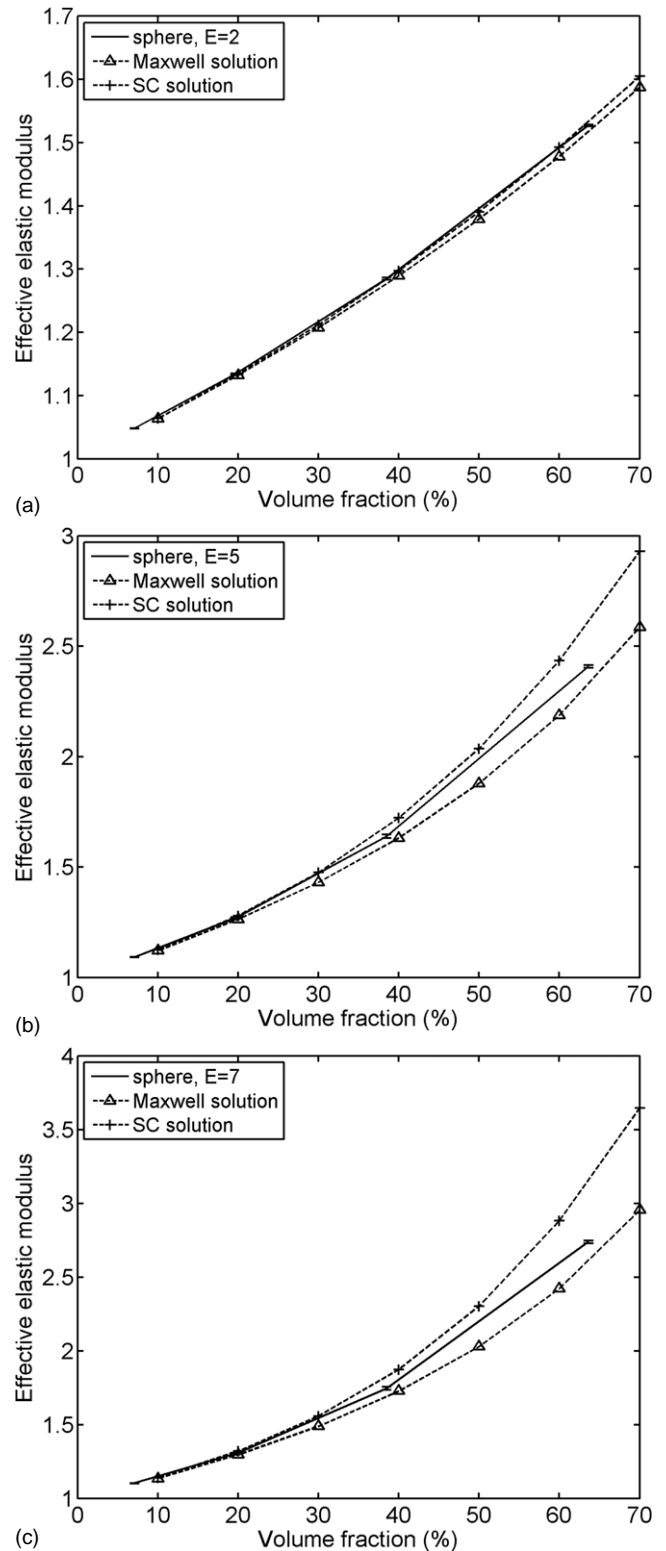 1.7
sphere, E=2
Maxwell solution
SC solution
1.6
1.5
1.4
1.3
1.2
1.1
1
Effective elastic modulus
0 10 20 30 40 50 60 70
Volume fraction (%)
(a)
3
sphere, E=5
Maxwell solution
SC solution
2.5
2
1.5
1
Effective elastic modulus
0 10 20 30 40 50 60 70
Volume fraction (%)
(b)
4
sphere, E=7
Maxwell solution
SC solution
3.5
3
2.5
2
1.5
1
Effective elastic modulus
0 10 20 30 40 50 60 70
Volume fraction (%)
(c)